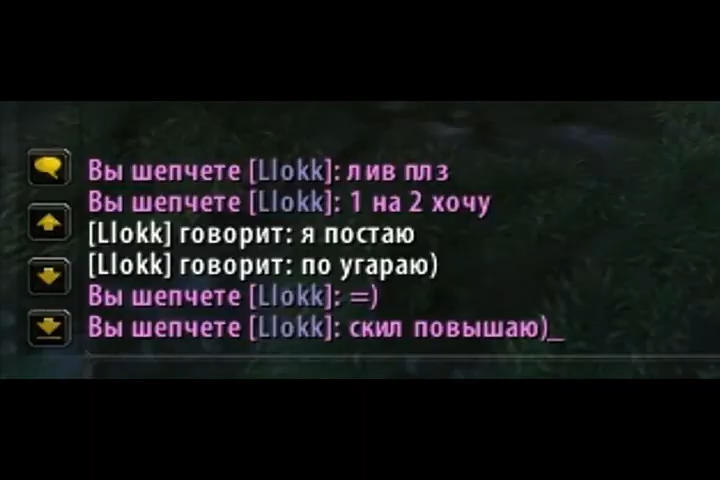 Вы шепчете [Llokk]: лив плз
Вы шепчете [Llokk]: 1 на 2 хочу
[Llokk] говорит: я постаю
[Llokk] говорит: по угараю)
Вы шепчете [Llokk]: =)
Вы шепчете [Llokk]: скил повышаю)_